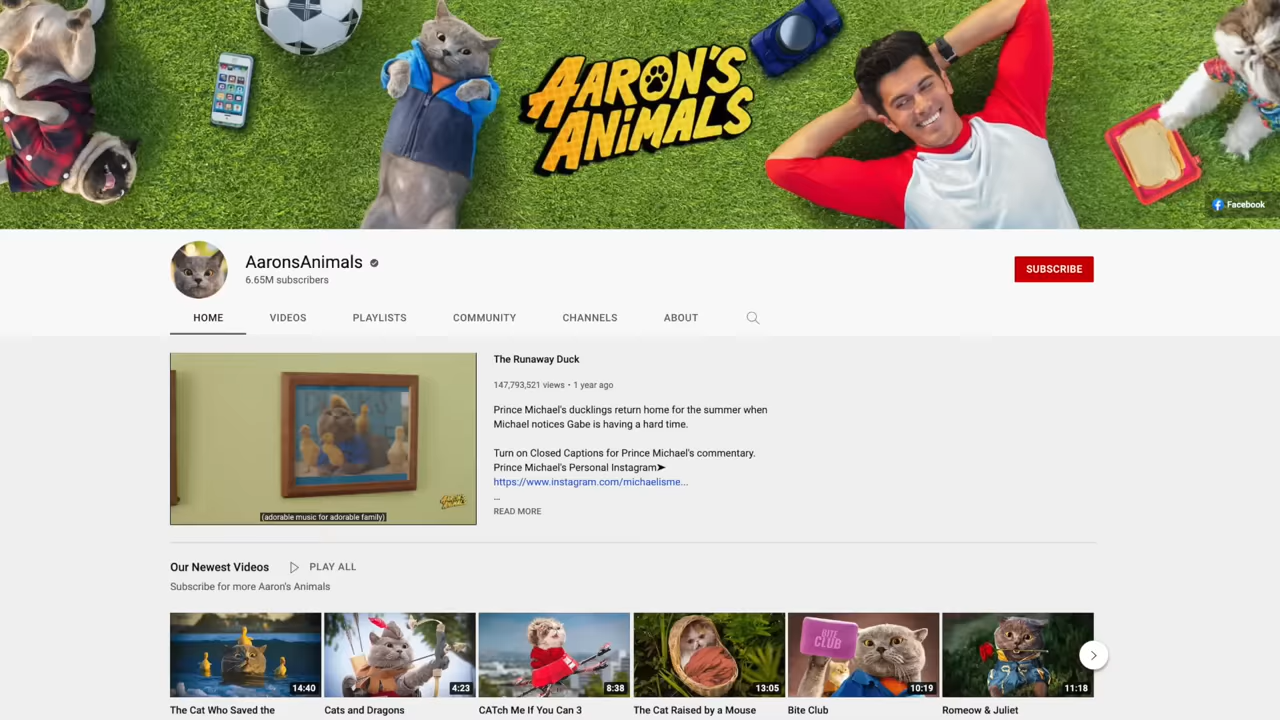 AARON'S
ANiMALS
Facebook
AaronsAnimals
6.65M subscribers
SUBSCRIBE
HOME
VIDEOS
PLAYLISTS
COMMUNITY
CHANNELS
ABOUT
(adorable music for adorable family)
AARON'S
ANiMALS
The Runaway Duck
147,793,521 views • 1 year ago
Prince Michael's ducklings return home for the summer when
Michael notices Gabe is having a hard time.
Turn on Closed Captions for Prince Michael's commentary.
Prince Michael's Personal Instagram➤
https://www.instagram.com/michaelisme...
...
READ MORE
Our Newest Videos
PLAY ALL
Subscribe for more Aaron's Animals
14:40
4:23
8:38
13:05
BITE
CLUB
10:19
11:18
The Cat Who Saved the
Cats and Dragons
CATch Me If You Can 3
The Cat Raised by a Mouse
Bite Club
Romeow & Juliet